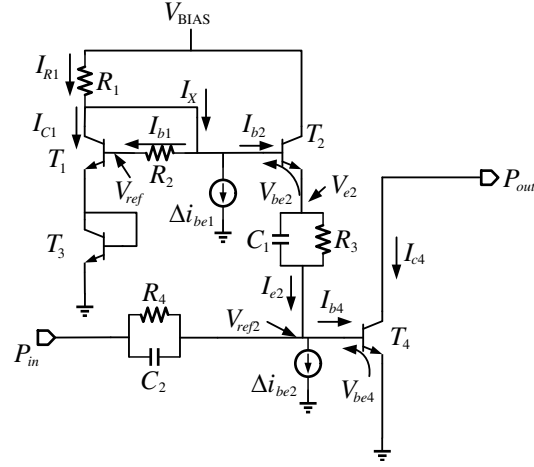 V_BIAS
I_R1
R_1
I_C1
I_X
I_b1
I_b2
T_1
R_2
T_2
V_ref
V_be2
V_e2
P_out
Δi_be1
T_3
C_1
R_3
I_c4
I_e2
R_4
V_ref2
I_b4
T_4
P_in
C_2
Δi_be2
V_be4